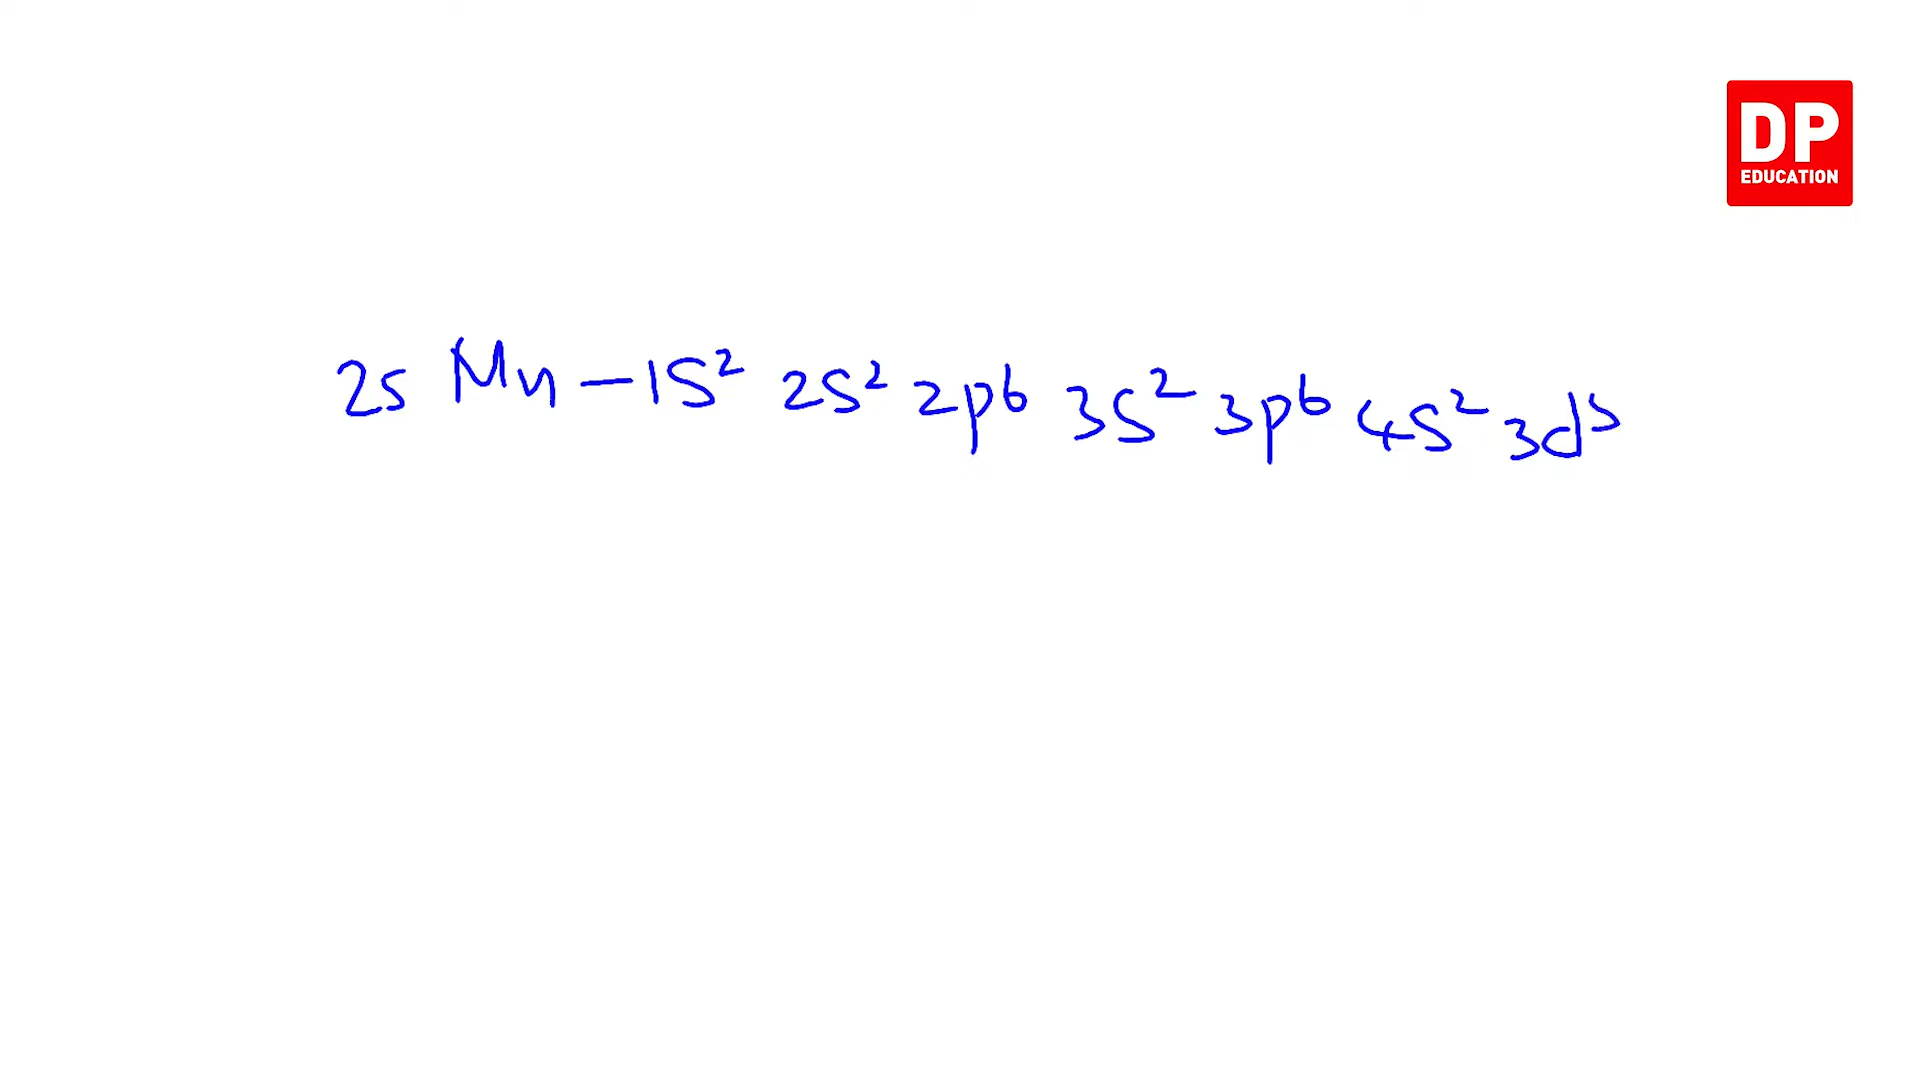 DP
EDUCATION
25 Mn – 1S² 2S² 2p⁶ 3S² 3p⁶ 4S² 3d⁵